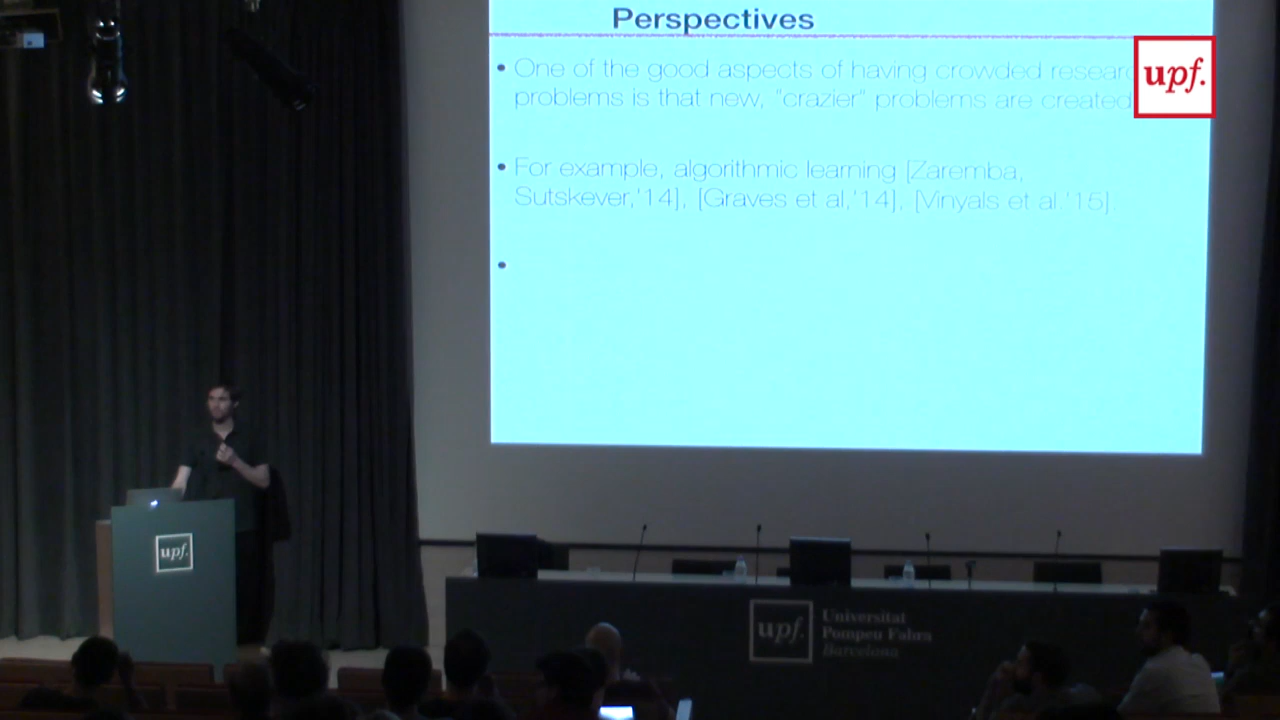 Perspectives
• One of the good aspects of having crowded researc
problems is that new, "crazier" problems are created
• For example, algorithmic learning [Zaremba,
Sutskever,'14], [Graves et al,'14], [Vinyals et al,'15].
•
upf.
upf.
upf.
Universitat
Pompeu Fabra
Barcelona